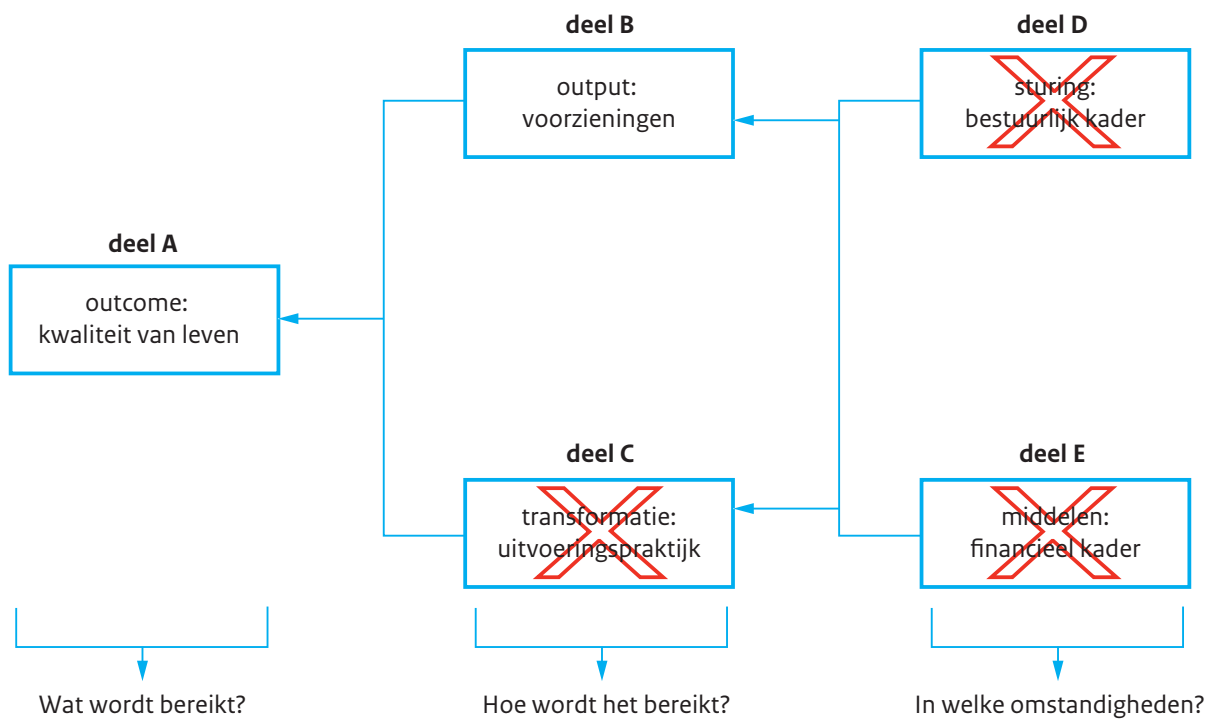 deel B
output:
voorzieningen
deel D
sturing:
bestuurlijk kader
deel A
outcome:
kwaliteit van leven
deel C
transformatie:
uitvoeringspraktijk
deel E
middelen:
financieel kader
Wat wordt bereikt?
Hoe wordt het bereikt?
In welke omstandigheden?